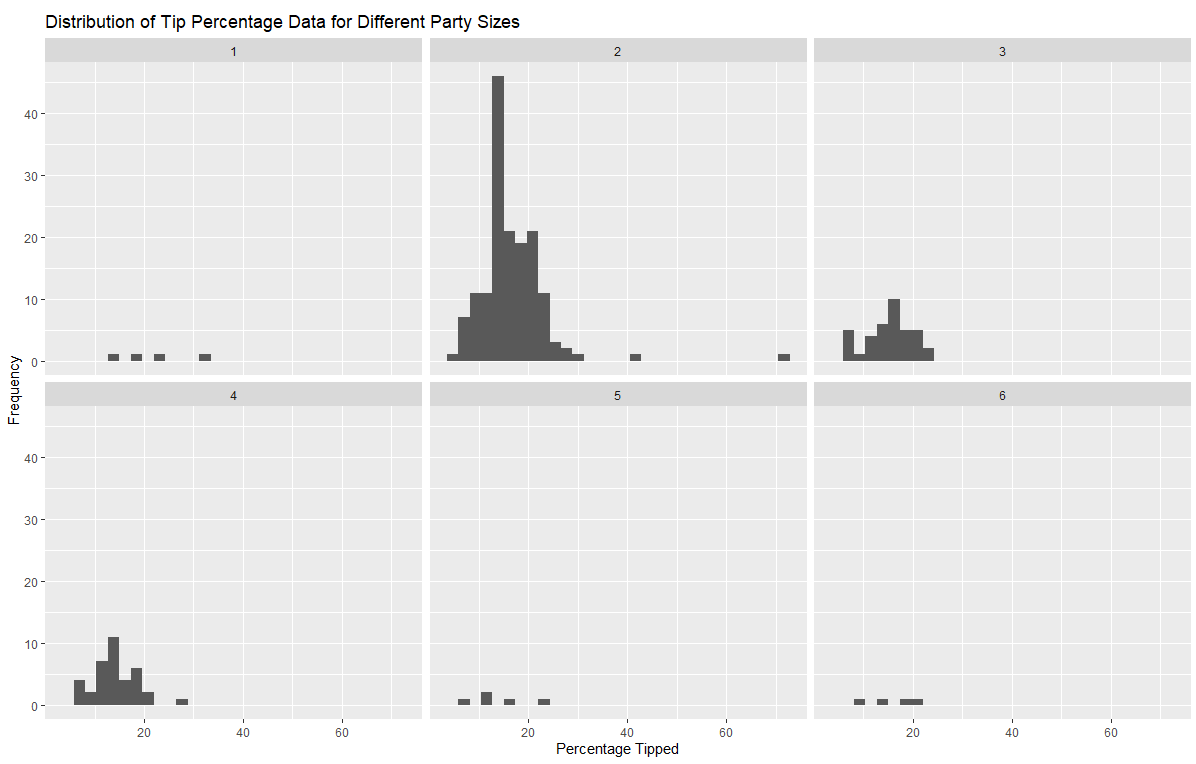 Distribution of Tip Percentage Data for Different Party Sizes
1 2 3
40
30
20
10
0
Frequency
4 5 6
40
30
20
10
0
20 40 60 20 40 60 20 40 60
Percentage Tipped